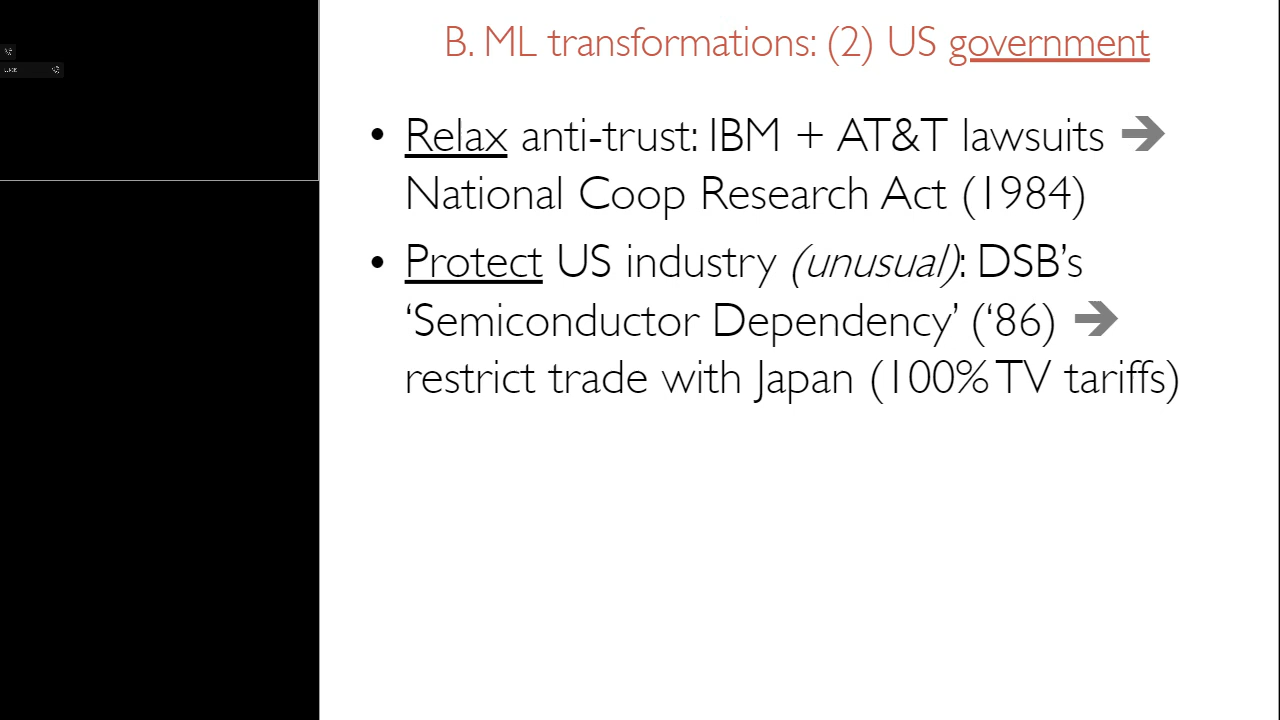 B. ML transformations: (2) US government
• Relax anti-trust: IBM + AT&T lawsuits ➔
National Coop Research Act (1984)
• Protect US industry (unusual): DSB’s
‘Semiconductor Dependency’ (‘86) ➔
restrict trade with Japan (100% TV tariffs)